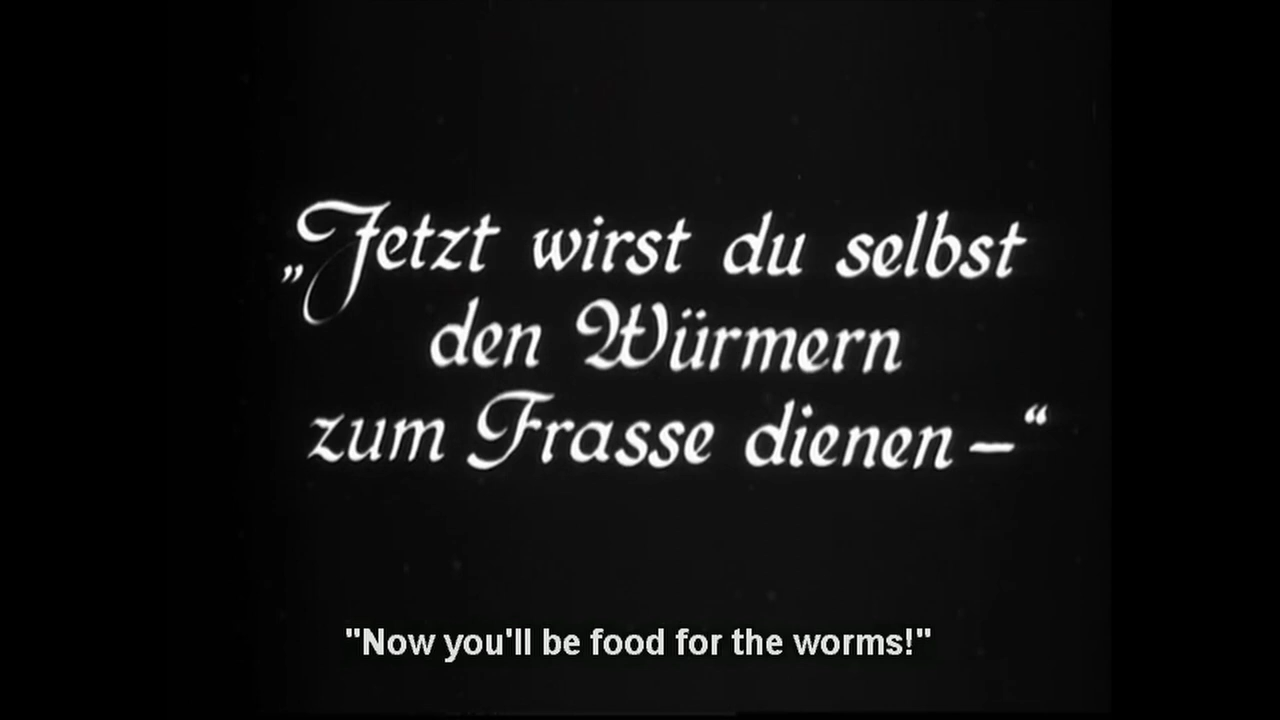 „Jetzt wirst du selbst
den Würmern
zum Frasse dienen –“
"Now you'll be food for the worms!"